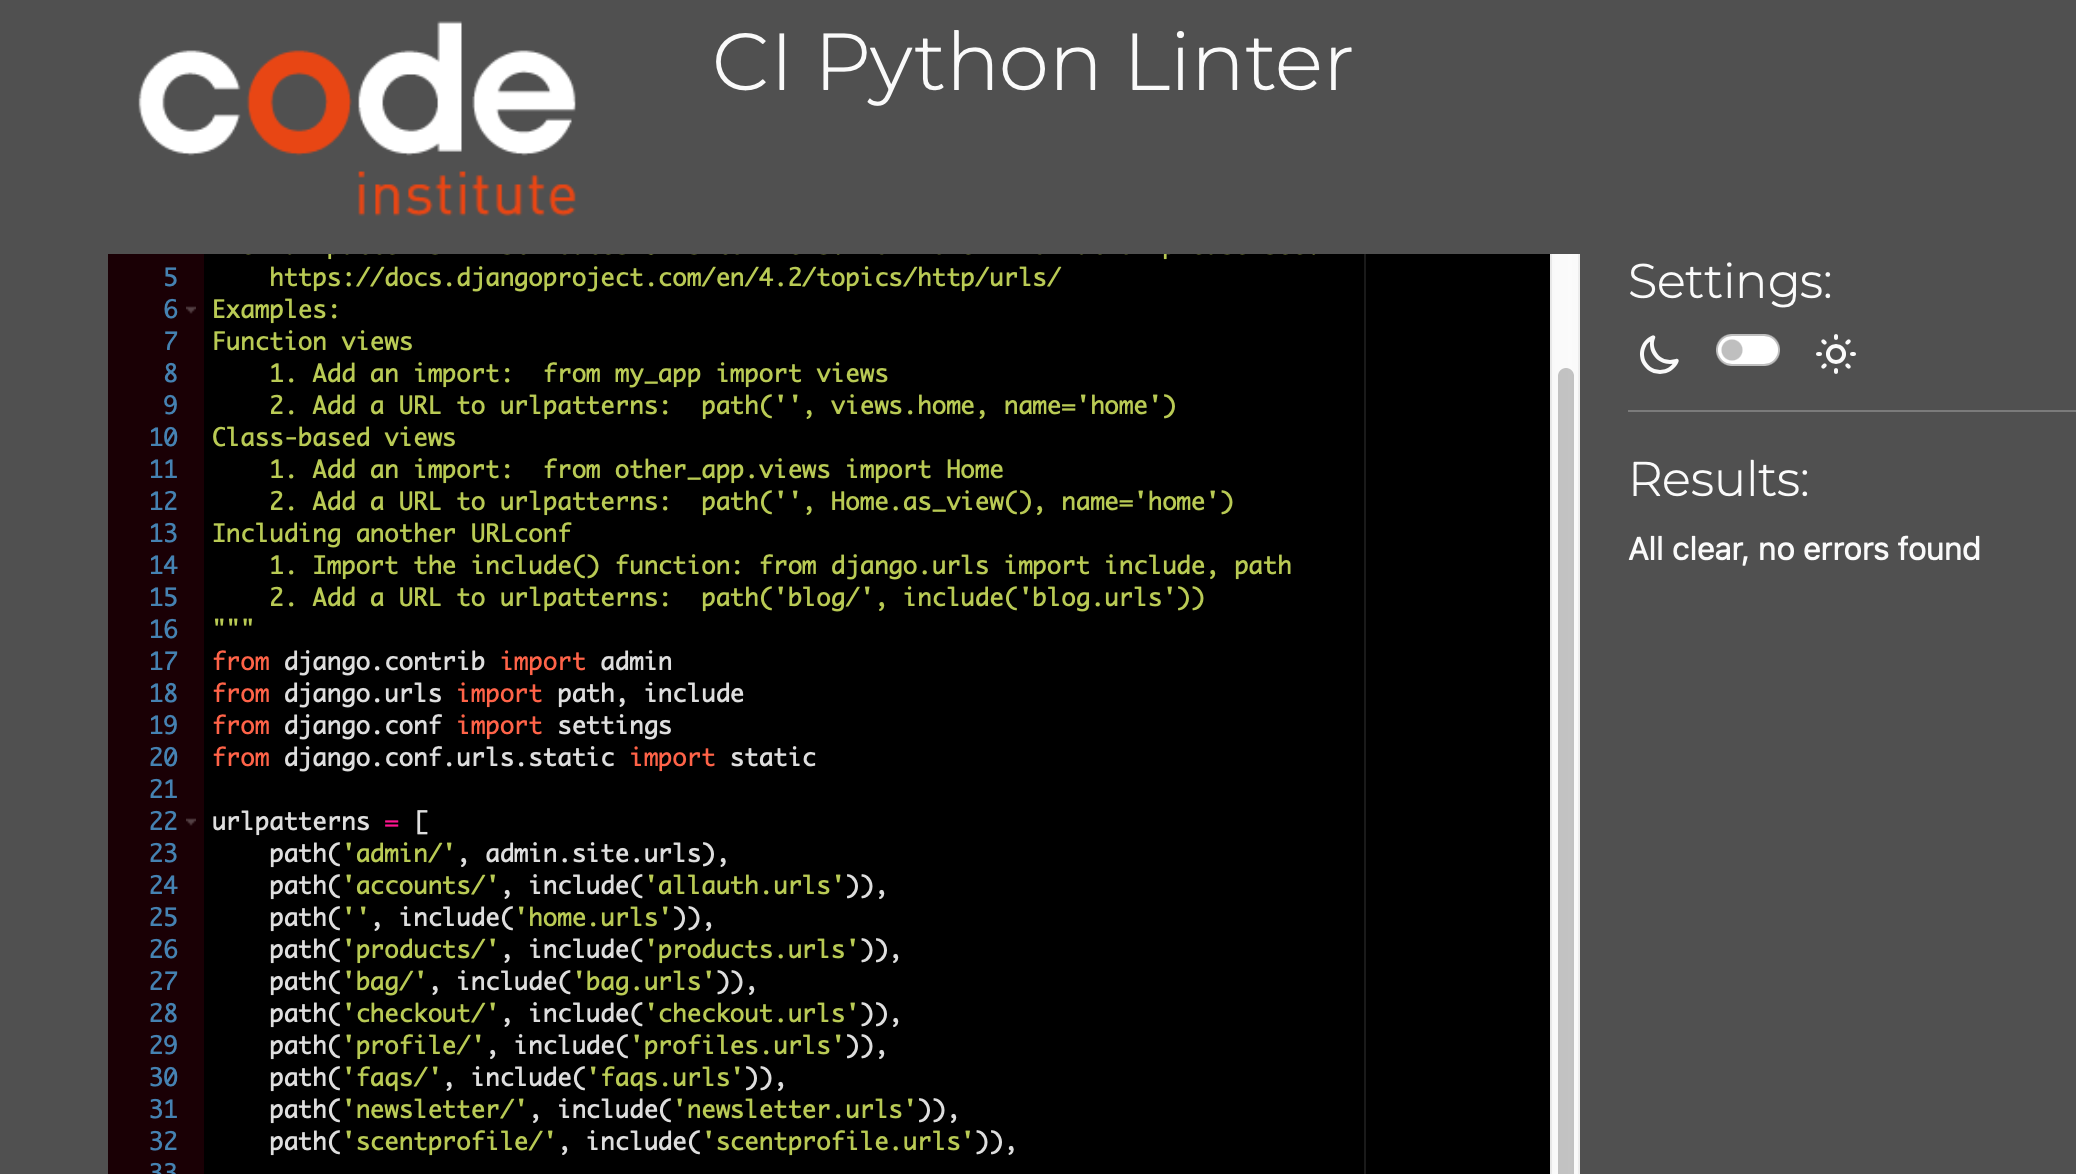 code
institute
CI Python Linter
5     https://docs.djangoproject.com/en/4.2/topics/http/urls/
6 Examples:
7 Function views
8     1. Add an import:  from my_app import views
9     2. Add a URL to urlpatterns:  path('', views.home, name='home')
10 Class-based views
11     1. Add an import:  from other_app.views import Home
12     2. Add a URL to urlpatterns:  path('', Home.as_view(), name='home')
13 Including another URLconf
14     1. Import the include() function: from django.urls import include, path
15     2. Add a URL to urlpatterns:  path('blog/', include('blog.urls'))
16 """
17 from django.contrib import admin
18 from django.urls import path, include
19 from django.conf import settings
20 from django.conf.urls.static import static
21
22 urlpatterns = [
23     path('admin/', admin.site.urls),
24     path('accounts/', include('allauth.urls')),
25     path('', include('home.urls')),
26     path('products/', include('products.urls')),
27     path('bag/', include('bag.urls')),
28     path('checkout/', include('checkout.urls')),
29     path('profile/', include('profiles.urls')),
30     path('faqs/', include('faqs.urls')),
31     path('newsletter/', include('newsletter.urls')),
32     path('scentprofile/', include('scentprofile.urls')),
33
Settings:
Results:
All clear, no errors found